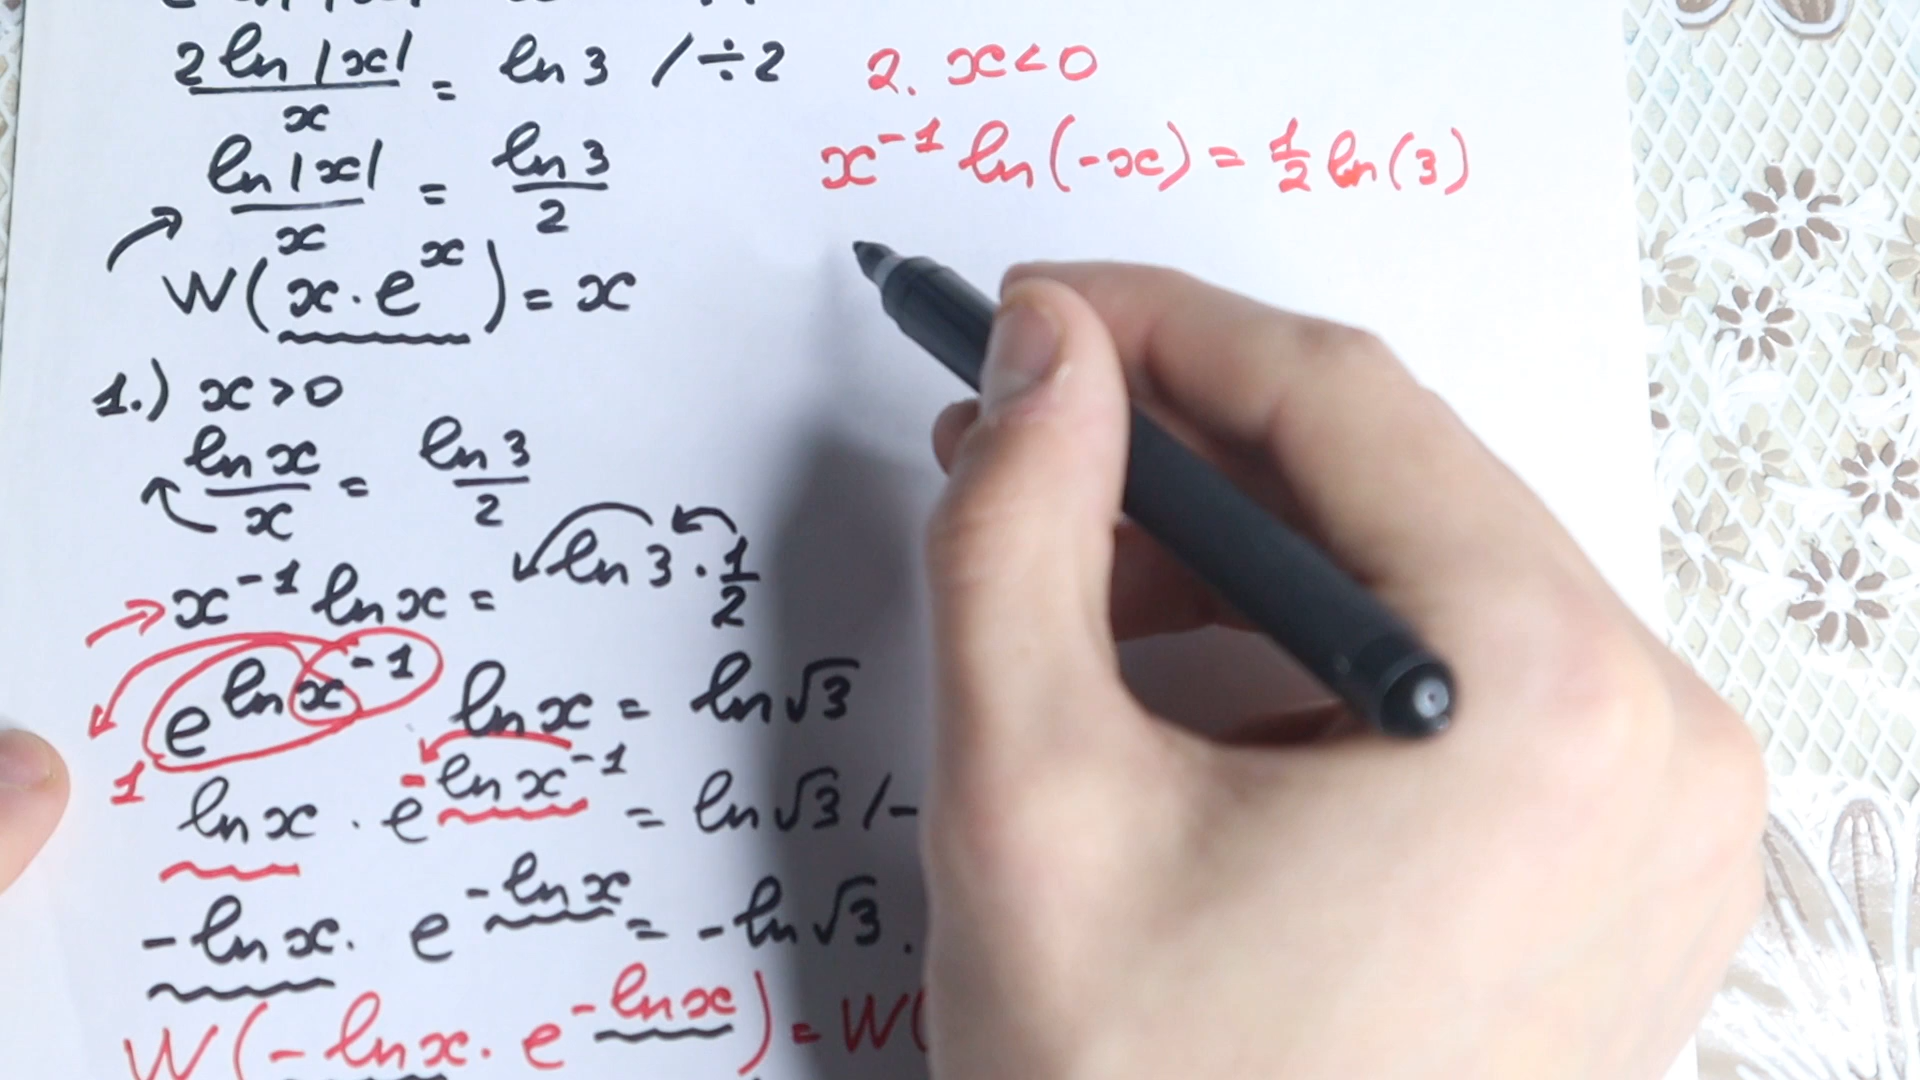 2 ln |x| / x = ln 3 / ÷ 2
ln |x| / x = ln 3 / 2
W(x · e^x) = x
1.) x > 0
ln x / x = ln 3 / 2
x^-1 ln x = ln 3 · 1/2
e^ln x^-1 ln x = ln √3
1 ln x · e^-ln x^-1 = ln √3 / -
-ln x · e^-ln x = -ln √3 .
W(-ln x · e^-ln x) = W(
2. x < 0
x^-1 ln(-x) = 1/2 ln(3)